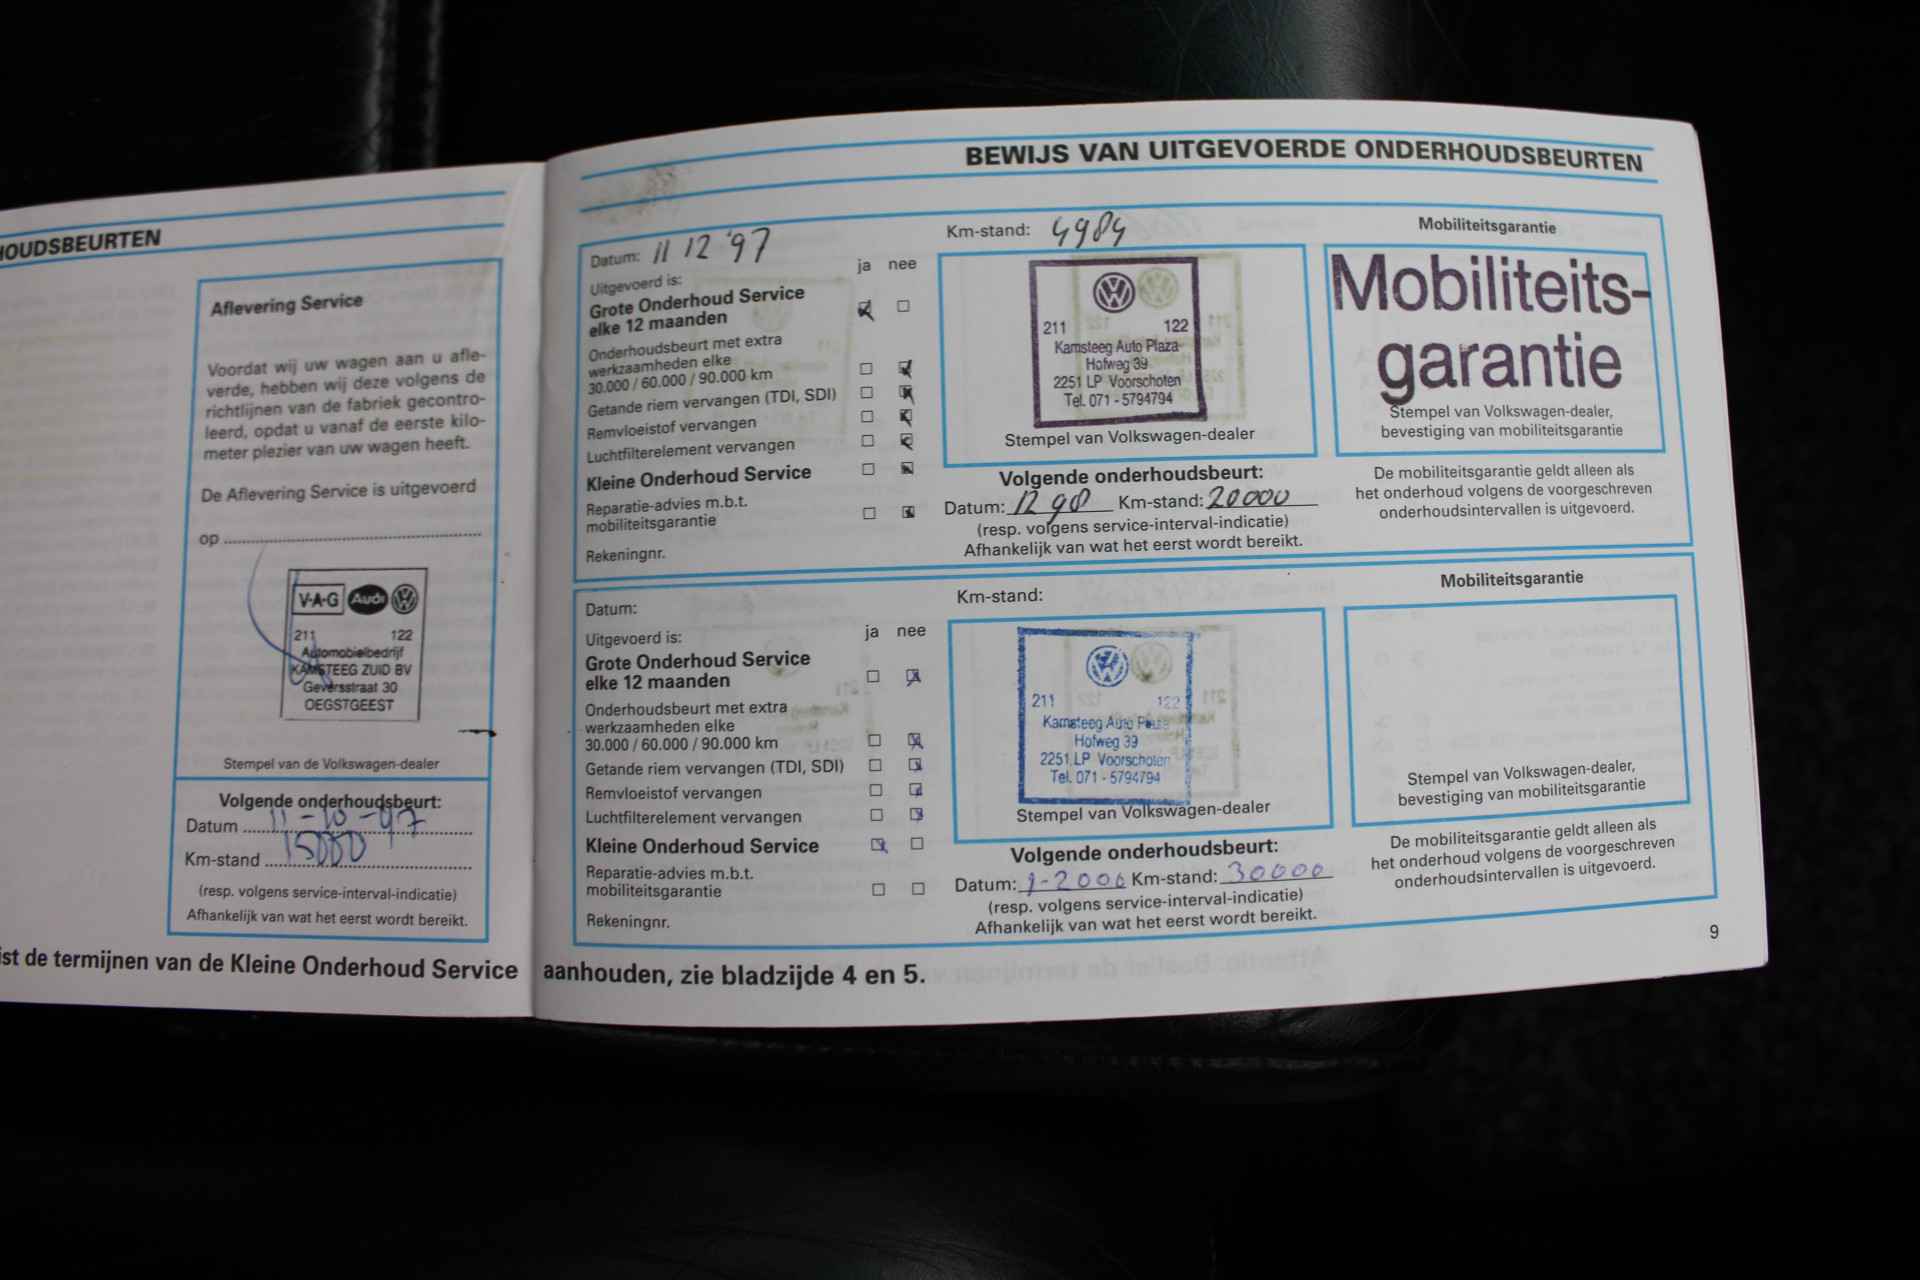 HOUDSBEURTEN
Aflevering Service
Voordat wij uw wagen aan u afle-
verde, hebben wij deze volgens de
richtlijnen van de fabriek gecontro-
leerd, opdat u vanaf de eerste kilo-
meter plezier van uw wagen heeft.
De Aflevering Service is uitgevoerd
op
V·A·G Audi
211 122
Automobielbedrijf
KAMSTEEG ZUID BV
Geversstraat 30
OEGSTGEEST
Stempel van de Volkswagen-dealer
Volgende onderhoudsbeurt:
Datum 11-10-97
Km-stand 15000
(resp. volgens service-interval-indicatie)
Afhankelijk van wat het eerst wordt bereikt.
ist de termijnen van de Kleine Onderhoud Service aanhouden, zie bladzijde 4 en 5.
BEWIJS VAN UITGEVOERDE ONDERHOUDSBEURTEN
Datum: 11 12 '97
Uitgevoerd is:
ja nee
Grote Onderhoud Service
elke 12 maanden
Onderhoudsbeurt met extra
werkzaamheden elke
30.000 / 60.000 / 90.000 km
Getande riem vervangen (TDI, SDI)
Remvloeistof vervangen
Luchtfilterelement vervangen
Kleine Onderhoud Service
Reparatie-advies m.b.t.
mobiliteitsgarantie
Rekeningnr.
Km-stand: 4984
211 122
Kamsteeg Auto Plaza
Hofweg 39
2251 LP Voorschoten
Tel. 071 - 5794794
Stempel van Volkswagen-dealer
Volgende onderhoudsbeurt:
Datum: 12 98 Km-stand: 20000
(resp. volgens service-interval-indicatie)
Afhankelijk van wat het eerst wordt bereikt.
Mobiliteitsgarantie
Mobiliteits-
garantie
Stempel van Volkswagen-dealer,
bevestiging van mobiliteitsgarantie
De mobiliteitsgarantie geldt alleen als
het onderhoud volgens de voorgeschreven
onderhoudsintervallen is uitgevoerd.
Datum:
Uitgevoerd is:
ja nee
Grote Onderhoud Service
elke 12 maanden
Onderhoudsbeurt met extra
werkzaamheden elke
30.000 / 60.000 / 90.000 km
Getande riem vervangen (TDI, SDI)
Remvloeistof vervangen
Luchtfilterelement vervangen
Kleine Onderhoud Service
Reparatie-advies m.b.t.
mobiliteitsgarantie
Rekeningnr.
Km-stand:
211 122
Kamsteeg Auto Plaza
Hofweg 39
2251 LP Voorschoten
Tel. 071 - 5794794
Stempel van Volkswagen-dealer
Volgende onderhoudsbeurt:
Datum: Km-stand: 30000
(resp. volgens service-interval-indicatie)
Afhankelijk van wat het eerst wordt bereikt.
Mobiliteitsgarantie
Stempel van Volkswagen-dealer,
bevestiging van mobiliteitsgarantie
De mobiliteitsgarantie geldt alleen als
het onderhoud volgens de voorgeschreven
onderhoudsintervallen is uitgevoerd.
9